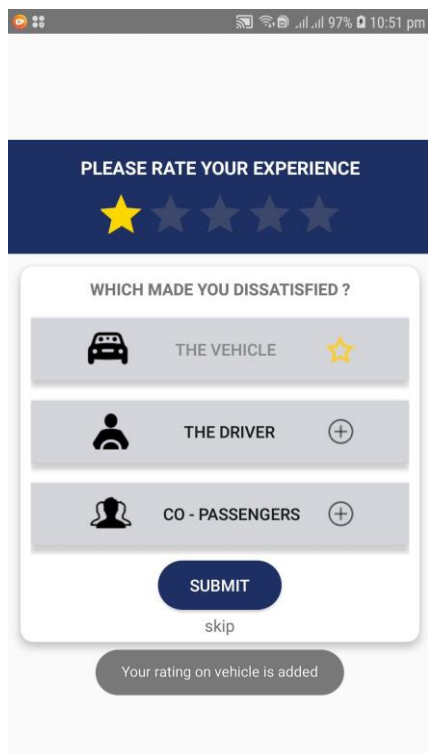 97% 10:51 pm
PLEASE RATE YOUR EXPERIENCE
WHICH MADE YOU DISSATISFIED ?
THE VEHICLE
THE DRIVER
CO - PASSENGERS
SUBMIT
skip
Your rating on vehicle is added